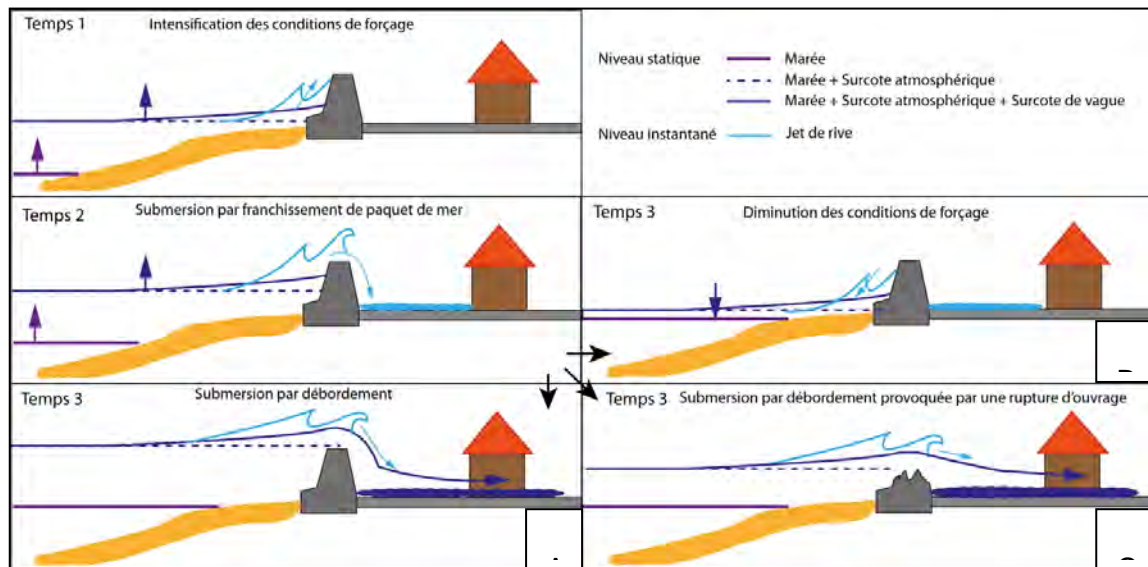 Temps 1
Intensification des conditions de forçage
Niveau statique
Marée
Marée + Surcote atmosphérique
Marée + Surcote atmosphérique + Surcote de vague
Niveau instantané
Jet de rive
Temps 2
Submersion par franchissement de paquet de mer
Temps 3
Diminution des conditions de forçage
Temps 3
Submersion par débordement
Temps 3
Submersion par débordement provoquée par une rupture d'ouvrage